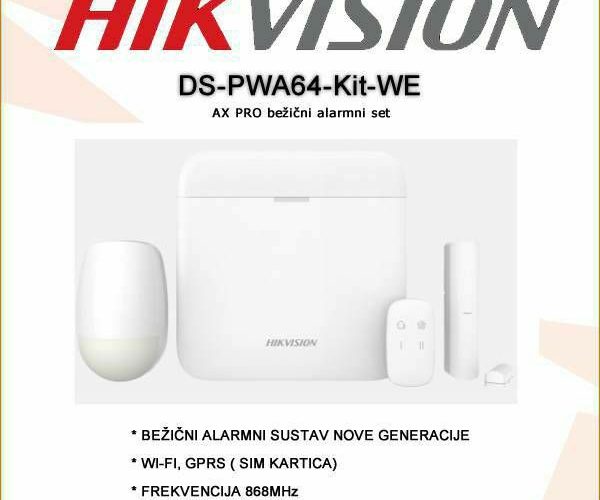 HIKVISION
DS-PWA64-Kit-WE
AX PRO bežični alarmni set
HIKVISION
I II
* BEŽIČNI ALARMNI SUSTAV NOVE GENERACIJE
* WI-FI, GPRS ( SIM KARTICA)
* FREKVENCIJA 868MHz